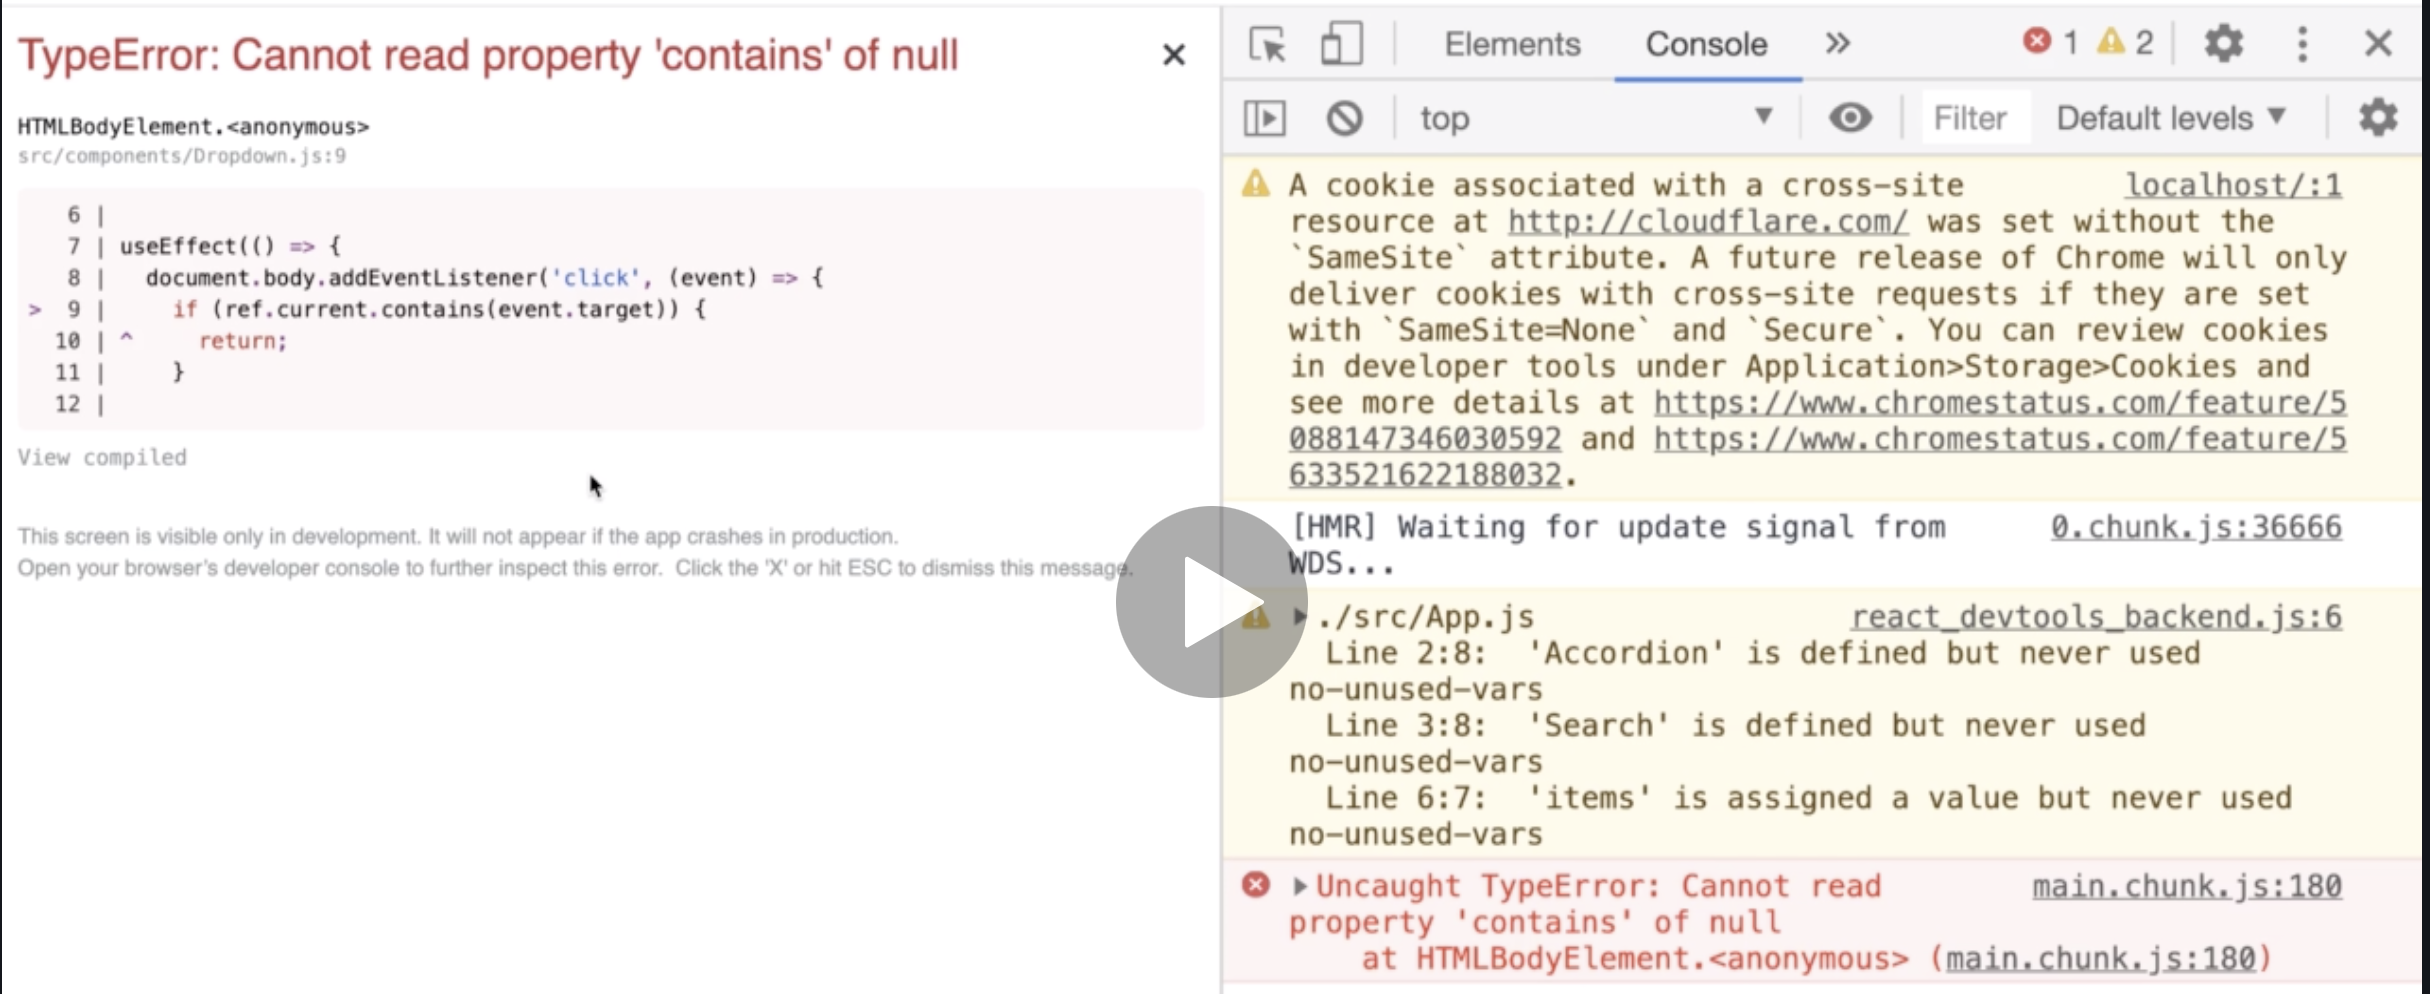 TypeError: Cannot read property 'contains' of null
HTMLBodyElement.<anonymous>
src/components/Dropdown.js:9
6 |
7 | useEffect(() => {
8 |   document.body.addEventListener('click', (event) => {
> 9 |     if (ref.current.contains(event.target)) {
10 | ^     return;
11 |     }
12 |
View compiled
This screen is visible only in development. It will not appear if the app crashes in production.
Open your browser's developer console to further inspect this error.  Click the 'X' or hit ESC to dismiss this message.
Elements Console 1 2
top Filter Default levels
A cookie associated with a cross-site localhost/:1
resource at http://cloudflare.com/ was set without the
`SameSite` attribute. A future release of Chrome will only
deliver cookies with cross-site requests if they are set
with `SameSite=None` and `Secure`. You can review cookies
in developer tools under Application>Storage>Cookies and
see more details at https://www.chromestatus.com/feature/5
088147346030592 and https://www.chromestatus.com/feature/5
633521622188032.
[HMR] Waiting for update signal from 0.chunk.js:36666
WDS...
./src/App.js react_devtools_backend.js:6
Line 2:8:  'Accordion' is defined but never used
no-unused-vars
Line 3:8:  'Search' is defined but never used
no-unused-vars
Line 6:7:  'items' is assigned a value but never used
no-unused-vars
Uncaught TypeError: Cannot read main.chunk.js:180
property 'contains' of null
at HTMLBodyElement.<anonymous> (main.chunk.js:180)